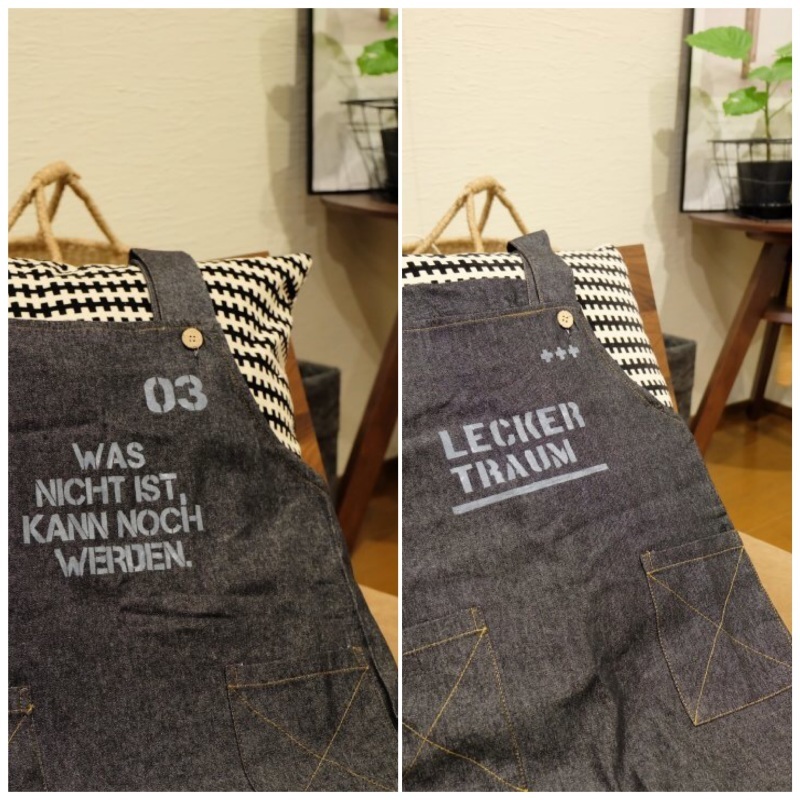 03
WAS
NICHT IST,
KANN NOCH
WERDEN.
+++
LECKER
TRAUM